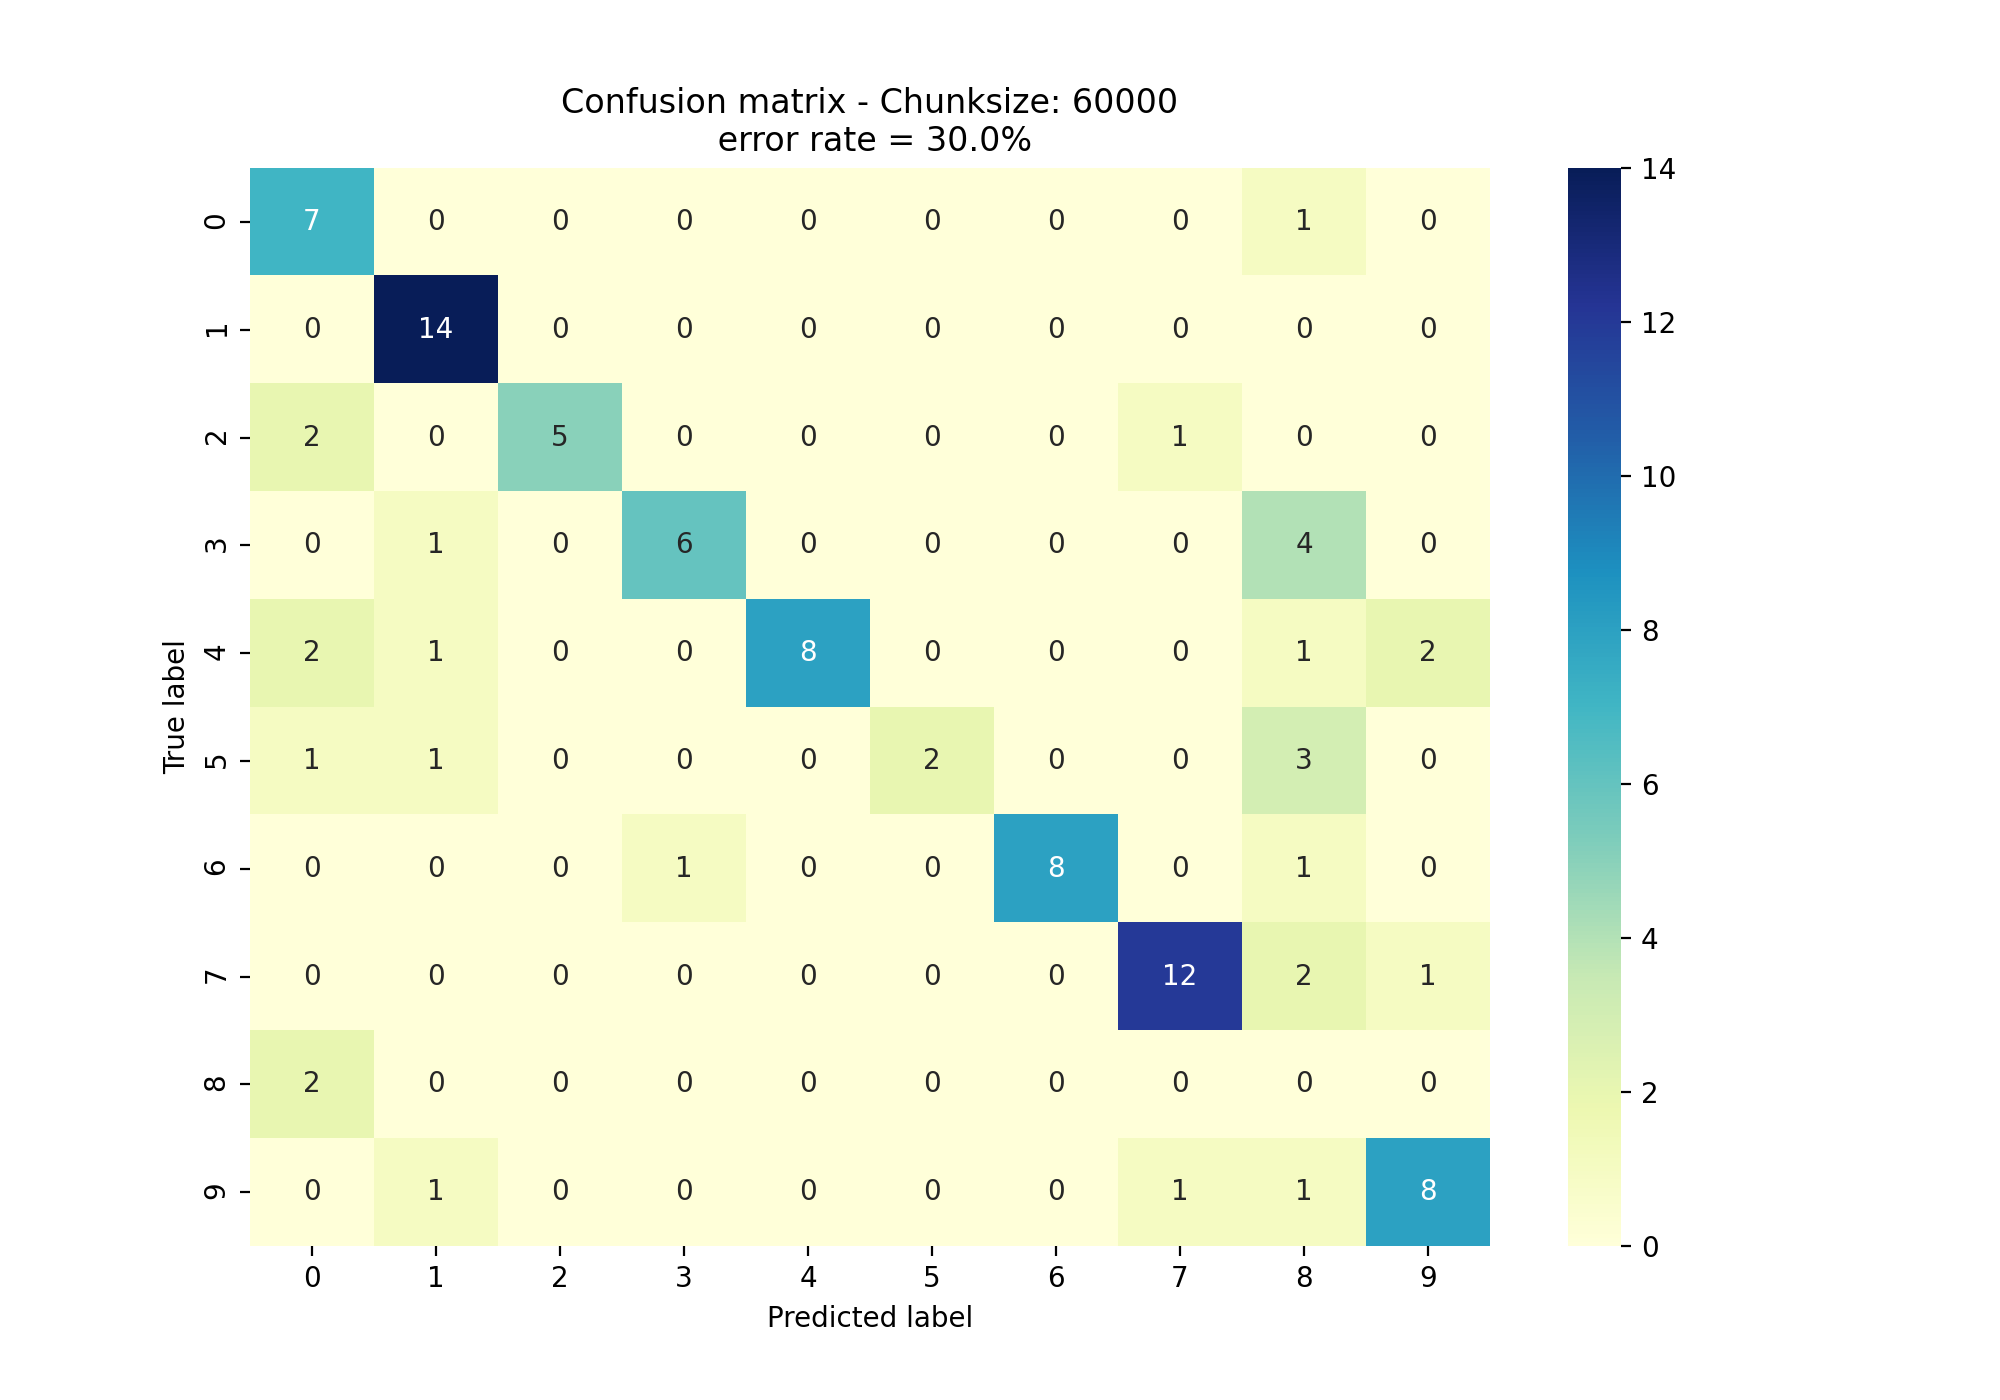 Confusion matrix - Chunksize: 60000
error rate = 30.0%
0 7 0 0 0 0 0 0 0 1 0
1 0 14 0 0 0 0 0 0 0 0
2 2 0 5 0 0 0 0 1 0 0
3 0 1 0 6 0 0 0 0 4 0
4 2 1 0 0 8 0 0 0 1 2
5 1 1 0 0 0 2 0 0 3 0
6 0 0 0 1 0 0 8 0 1 0
7 0 0 0 0 0 0 0 12 2 1
8 2 0 0 0 0 0 0 0 0 0
9 0 1 0 0 0 0 0 1 1 8
0 1 2 3 4 5 6 7 8 9
Predicted label
True label
14
12
10
8
6
4
2
0